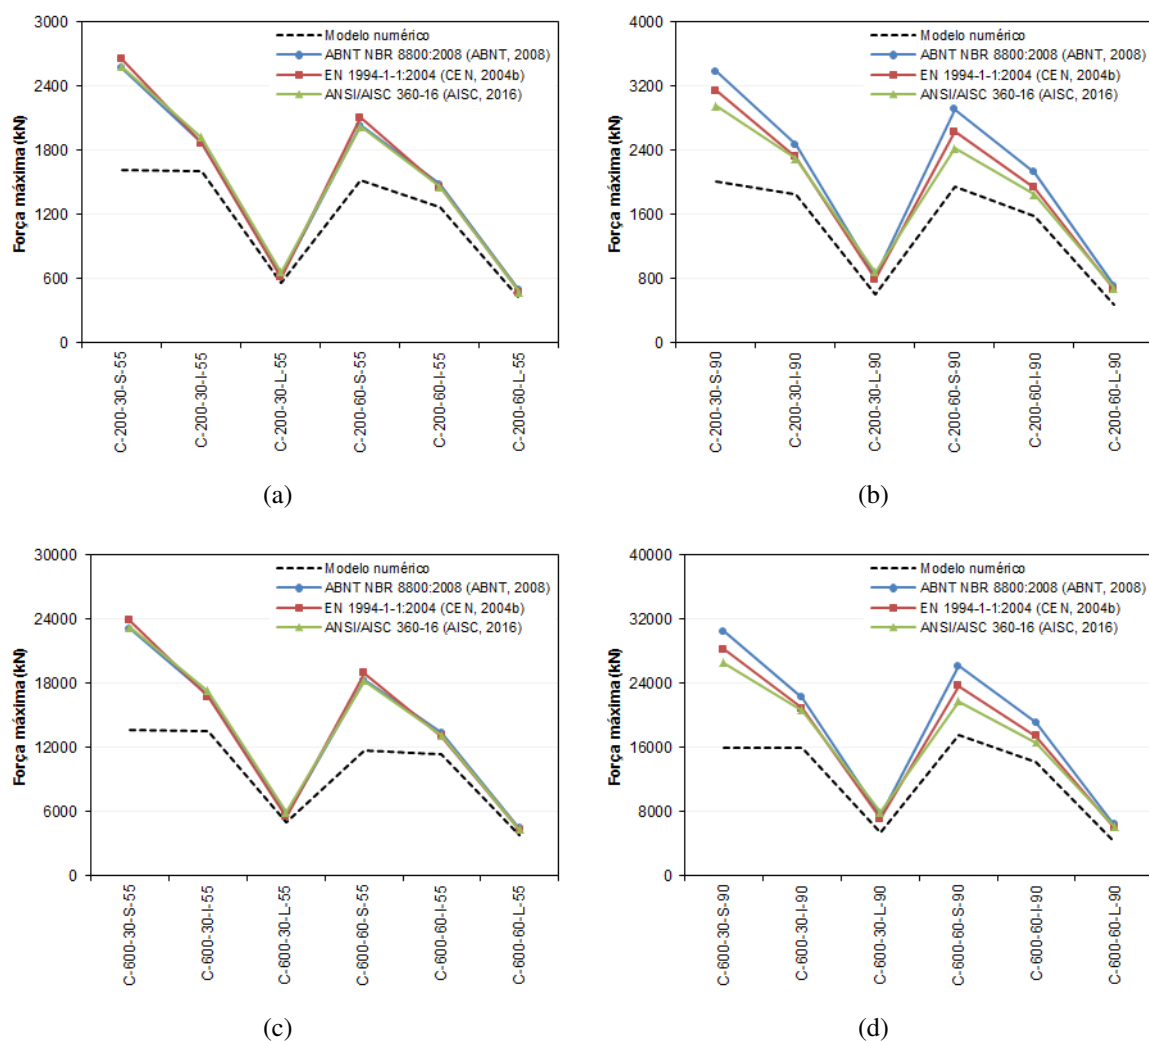 3000
2400
1800
1200
600
0
Força máxima (kN)
Modelo numérico
ABNT NBR 8800:2008 (ABNT, 2008)
EN 1994-1-1:2004 (CEN, 2004b)
ANSI/AISC 360-16 (AISC, 2016)
C-200-30-S-55
C-200-30-I-55
C-200-30-L-55
C-200-60-S-55
C-200-60-I-55
C-200-60-L-55
(a)
4000
3200
2400
1600
800
0
Força máxima (kN)
Modelo numérico
ABNT NBR 8800:2008 (ABNT, 2008)
EN 1994-1-1:2004 (CEN, 2004b)
ANSI/AISC 360-16 (AISC, 2016)
C-200-30-S-90
C-200-30-I-90
C-200-30-L-90
C-200-60-S-90
C-200-60-I-90
C-200-60-L-90
(b)
30000
24000
18000
12000
6000
0
Força máxima (kN)
Modelo numérico
ABNT NBR 8800:2008 (ABNT, 2008)
EN 1994-1-1:2004 (CEN, 2004b)
ANSI/AISC 360-16 (AISC, 2016)
C-600-30-S-55
C-600-30-I-55
C-600-30-L-55
C-600-60-S-55
C-600-60-I-55
C-600-60-L-55
(c)
40000
32000
24000
16000
8000
0
Força máxima (kN)
Modelo numérico
ABNT NBR 8800:2008 (ABNT, 2008)
EN 1994-1-1:2004 (CEN, 2004b)
ANSI/AISC 360-16 (AISC, 2016)
C-600-30-S-90
C-600-30-I-90
C-600-30-L-90
C-600-60-S-90
C-600-60-I-90
C-600-60-L-90
(d)